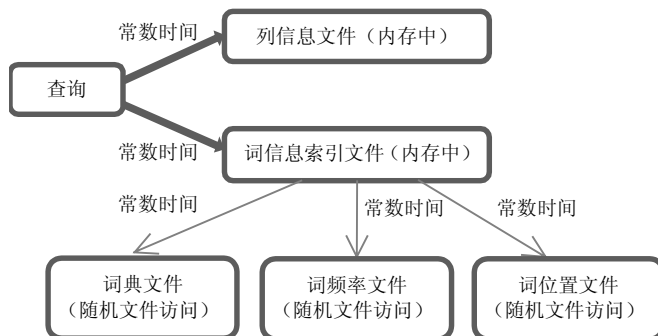 常数时间
列信息文件（内存中）
查询
常数时间
词信息索引文件（内存中）
常数时间
常数时间
常数时间
词典文件
（随机文件访问）
词频率文件
（随机文件访问）
词位置文件
（随机文件访问）